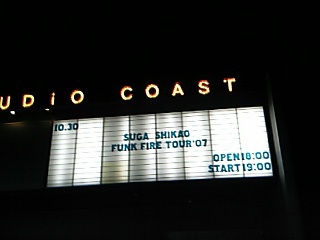 UDiO COAST
10.30
SUGA SHIKAO
FUNK FIRE TOUR'07
OPEN18:00
START19:00